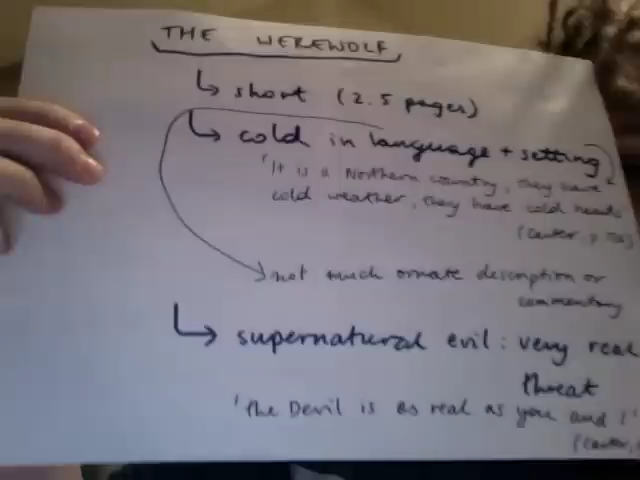 THE WEREWOLF
↳ short (2.5 pages)
↳ cold in language + setting
'It is a Northern country, they have
cold weather, they have cold
(Carter, p
not much ornate description or
commentary
↳ supernatural evil : very real
threat
'The Devil is as real as you and I'
(Carter,